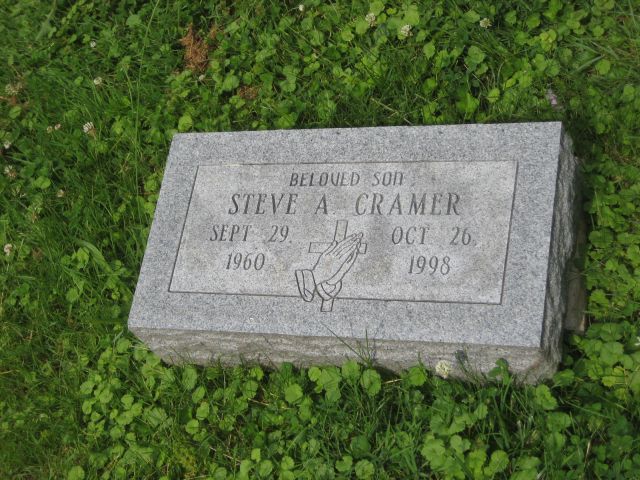 BELOVED SON
STEVE A. CRAMER
SEPT 29. OCT 26.
1960 1998